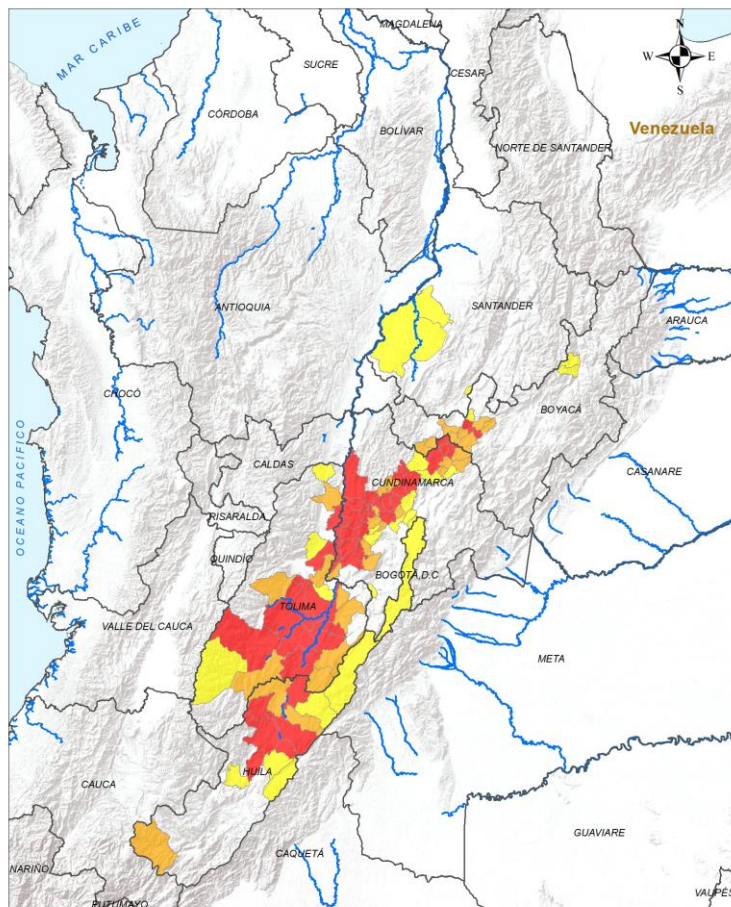 MAGDALENA
MAR CARIBE
SUCRE
CESAR
N
W E
S
CÓRDOBA
BOLÍVAR
Venezuela
NORTE DE SANTANDER
ANTIOQUIA
SANTANDER
ARAUCA
CHOCÓ
BOYACÁ
OCEANO PACIFICO
CALDAS
CASANARE
CUNDINAMARCA
RISARALDA
QUINDÍO
BOGOTÁ,D.C
TOLIMA
VALLE DEL CAUCA
META
HUILA
CAUCA
GUAVIARE
CAQUETÁ
NARIÑO
PUTUMAYO
VAUPÉS